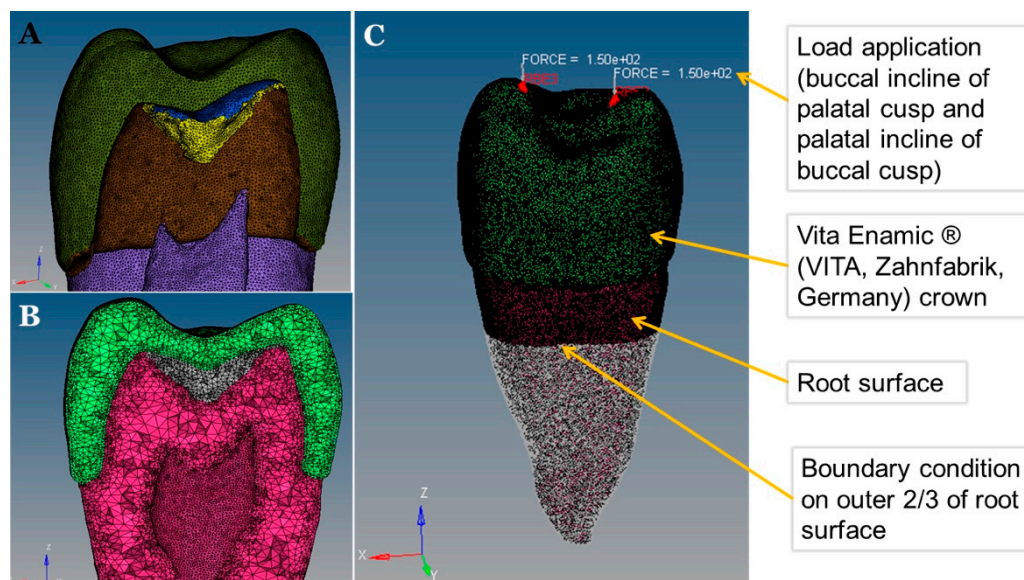 A
B
C
FORCE = 1.50e+02
RBE3
FORCE = 1.50e+02
Load application
(buccal incline of
palatal cusp and
palatal incline of
buccal cusp)
Vita Enamic ®
(VITA, Zahnfabrik,
Germany) crown
Root surface
Boundary condition
on outer 2/3 of root
surface
Z
X
Y
z
z